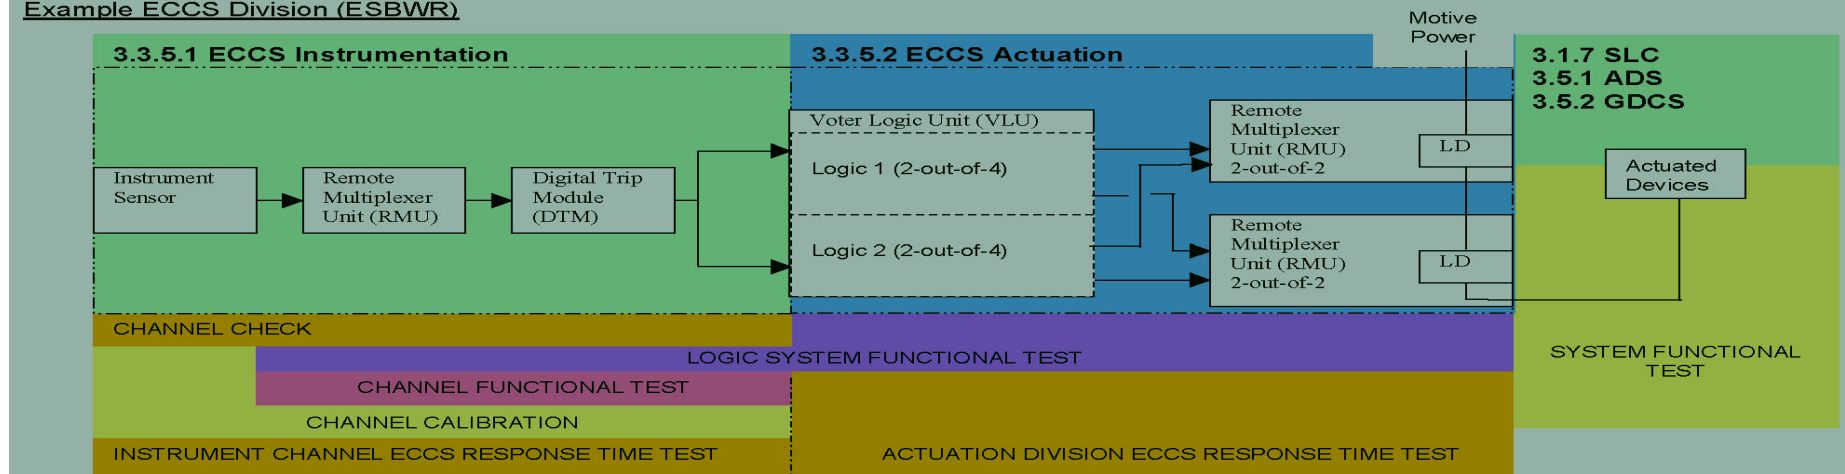 Example ECCS Division (ESBWR)
Motive
Power
3.3.5.1 ECCS Instrumentation
3.3.5.2 ECCS Actuation
3.1.7 SLC
3.5.1 ADS
3.5.2 GDCS
Instrument
Sensor
Remote
Multiplexer
Unit (RMU)
Digital Trip
Module
(DTM)
Voter Logic Unit (VLU)
Logic 1 (2-out-of-4)
Logic 2 (2-out-of-4)
Remote
Multiplexer
Unit (RMU)
2-out-of-2
LD
Remote
Multiplexer
Unit (RMU)
2-out-of-2
LD
Actuated
Devices
CHANNEL CHECK
LOGIC SYSTEM FUNCTIONAL TEST
CHANNEL FUNCTIONAL TEST
CHANNEL CALIBRATION
INSTRUMENT CHANNEL ECCS RESPONSE TIME TEST
ACTUATION DIVISION ECCS RESPONSE TIME TEST
SYSTEM FUNCTIONAL
TEST